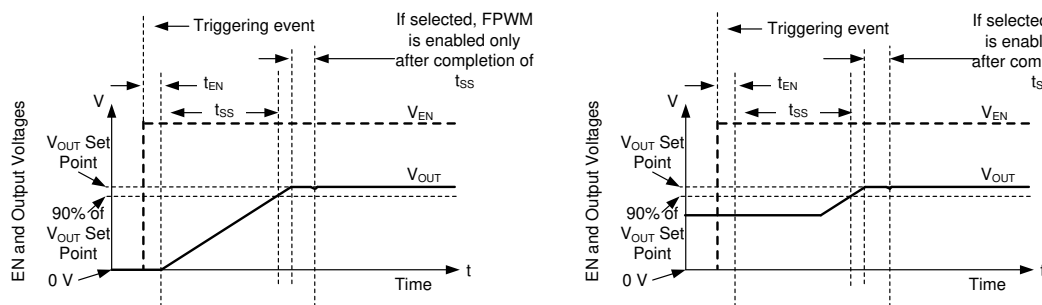 Triggering event
If selected, FPWM
is enabled only
after completion of
tSS
tEN
V
tSS
VEN
VOUT Set
Point
VOUT
90% of
VOUT Set
Point
0 V
t
Time
EN and Output Voltages
Triggering event
If selected
is enabl
after com
tS
tEN
V
tSS
VEN
VOUT Set
Point
VOUT
90% of
VOUT Set
Point
0 V
t
Time
EN and Output Voltages